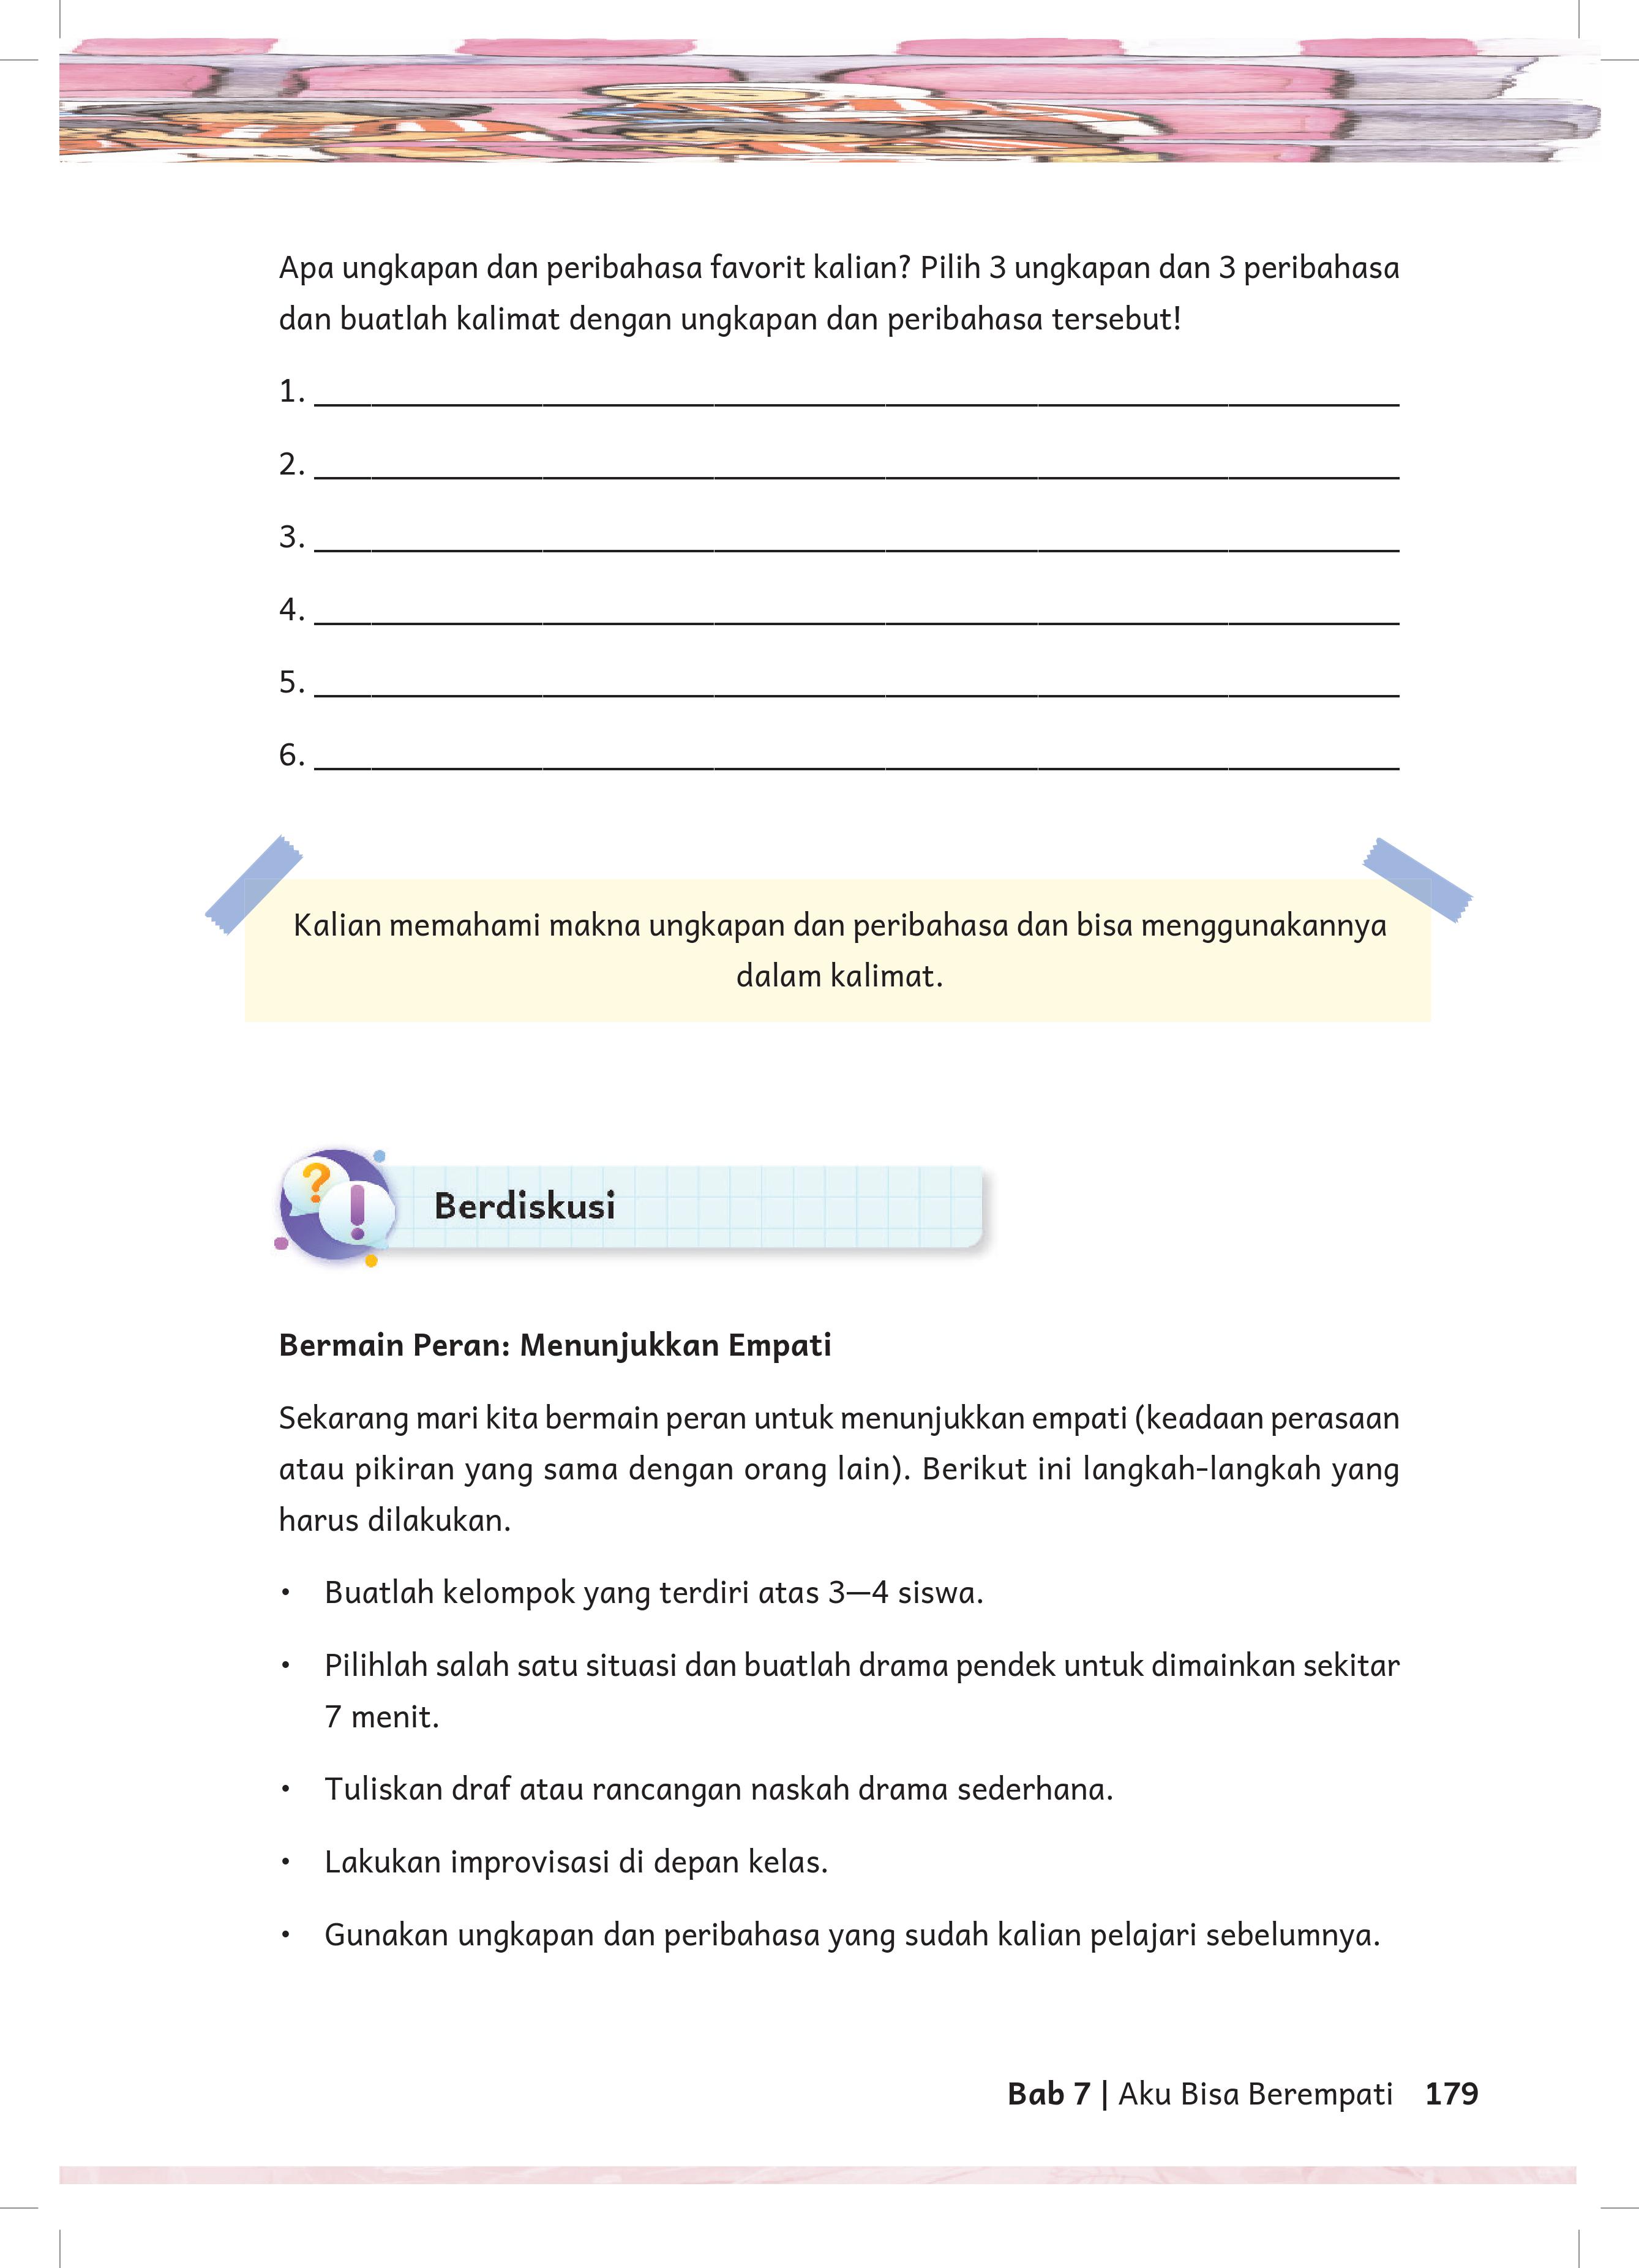 Apa ungkapan dan peribahasa favorit kalian? Pilih 3 ungkapan dan 3 peribahasa
dan buatlah kalimat dengan ungkapan dan peribahasa tersebut!
1.
2.
3.
4.
5.
6.
Kalian memahami makna ungkapan dan peribahasa dan bisa menggunakannya
dalam kalimat.
Berdiskusi
Bermain Peran: Menunjukkan Empati
Sekarang mari kita bermain peran untuk menunjukkan empati (keadaan perasaan
atau pikiran yang sama dengan orang lain). Berikut ini langkah-langkah yang
harus dilakukan.
• Buatlah kelompok yang terdiri atas 3—4 siswa.
• Pilihlah salah satu situasi dan buatlah drama pendek untuk dimainkan sekitar
7 menit.
• Tuliskan draf atau rancangan naskah drama sederhana.
• Lakukan improvisasi di depan kelas.
• Gunakan ungkapan dan peribahasa yang sudah kalian pelajari sebelumnya.
Bab 7 | Aku Bisa Berempati 179